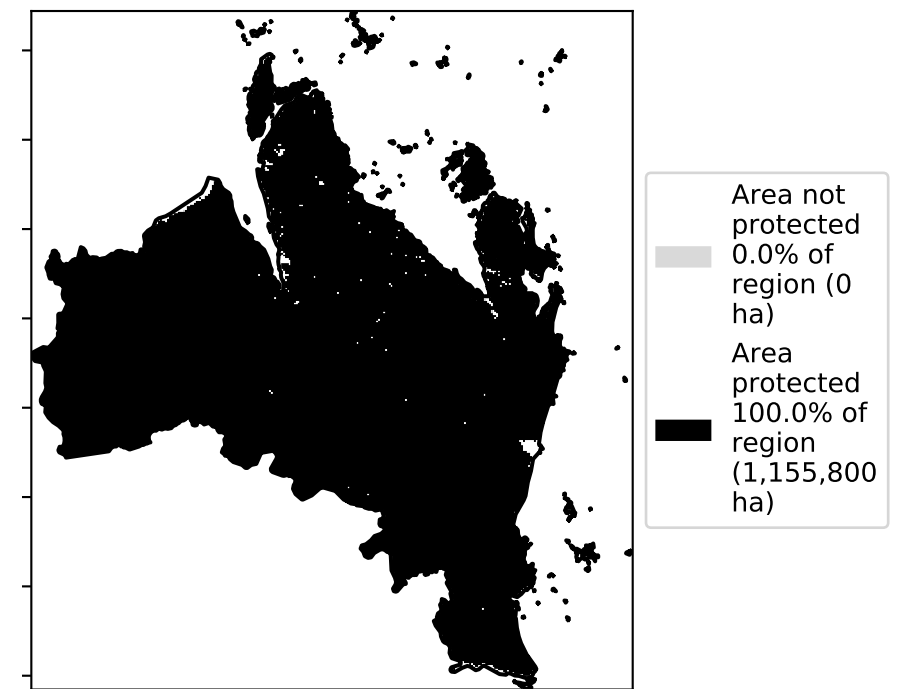 Area not
protected
0.0% of
region (0
ha)
Area
protected
100.0% of
region
(1,155,800
ha)